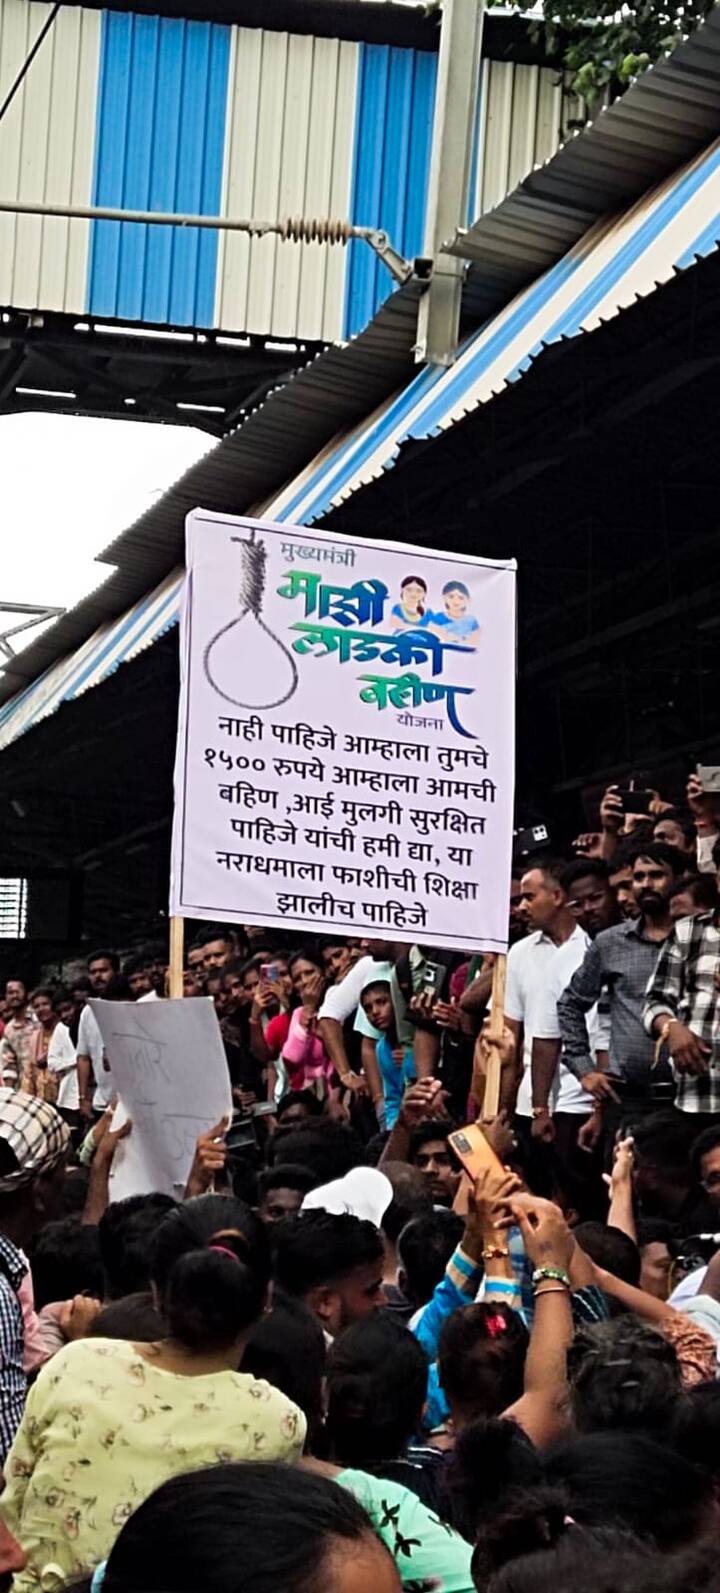 मुख्यमंत्री
माझी
लाडकी
बहीण
योजना
नाही पाहिजे आम्हाला तुमचे
१५०० रुपये आम्हाला आमची
बहिण ,आई मुलगी सुरक्षित
पाहिजे यांची हमी द्या, या
नराधमाला फाशीची शिक्षा
झालीच पाहिजे